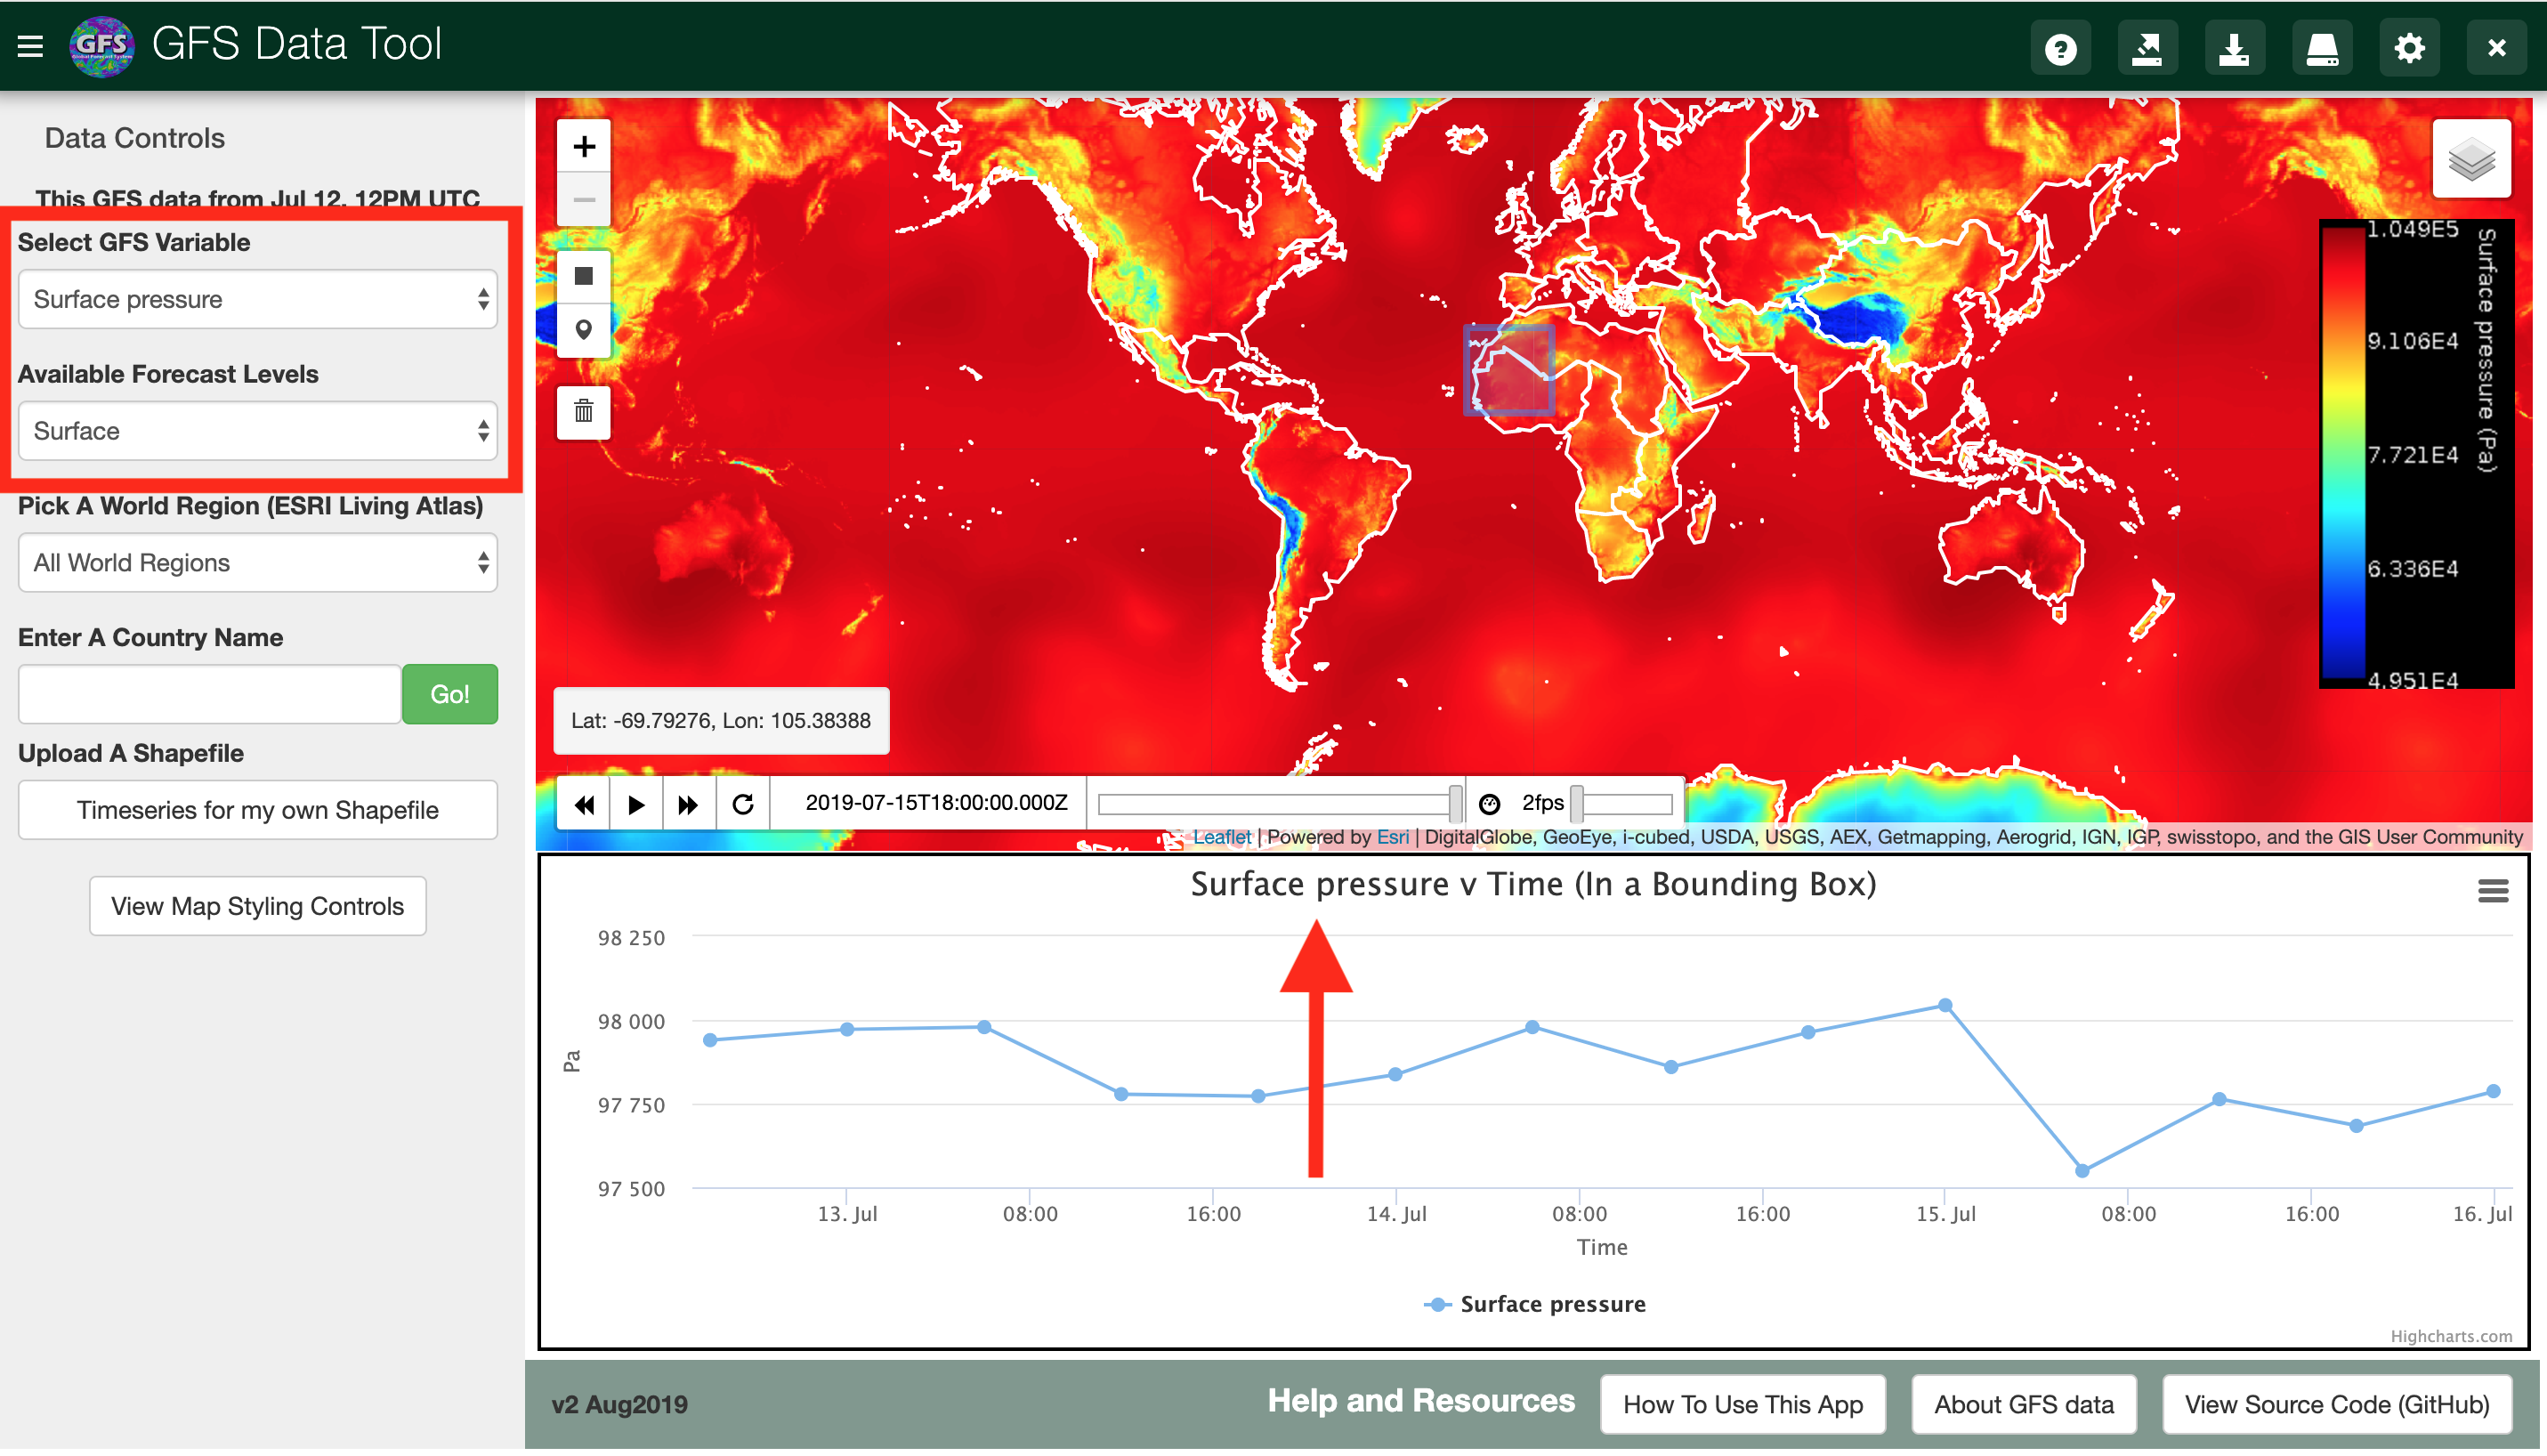 GFS
GFS Data Tool
Data Controls
This GFS data from Jul 12, 12PM UTC
Select GFS Variable
Surface pressure
Available Forecast Levels
Surface
Pick A World Region (ESRI Living Atlas)
All World Regions
Enter A Country Name
Go!
Upload A Shapefile
Timeseries for my own Shapefile
View Map Styling Controls
+
−
1.049E5
9.106E4
7.721E4
6.336E4
4.951E4
Surface pressure (Pa)
Lat: -69.79276, Lon: 105.38388
2019-07-15T18:00:00.000Z
2fps
Leaflet | Powered by Esri | DigitalGlobe, GeoEye, i-cubed, USDA, USGS, AEX, Getmapping, Aerogrid, IGN, IGP, swisstopo, and the GIS User Community
Surface pressure v Time (In a Bounding Box)
98 250
98 000
97 750
97 500
Pa
13. Jul 08:00 16:00 14. Jul 08:00 16:00 15. Jul 08:00 16:00 16. Jul
Time
Surface pressure
Highcharts.com
v2 Aug2019
Help and Resources
How To Use This App
About GFS data
View Source Code (GitHub)